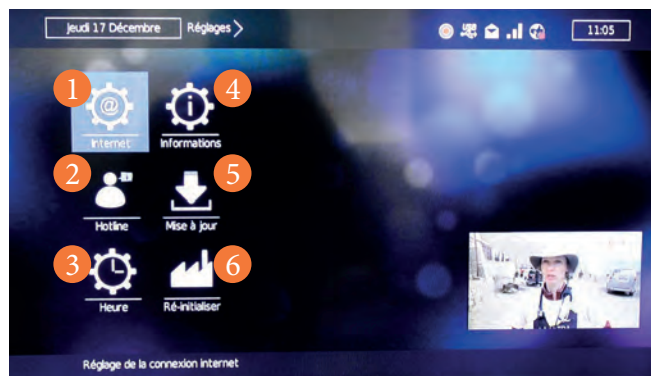 Jeudi 17 Décembre Réglages 11:05
1 4
@ i
Internet Informations
2 5
Hotline Mise à jour
3 6
Heure Ré-initialiser
Réglage de la connexion internet